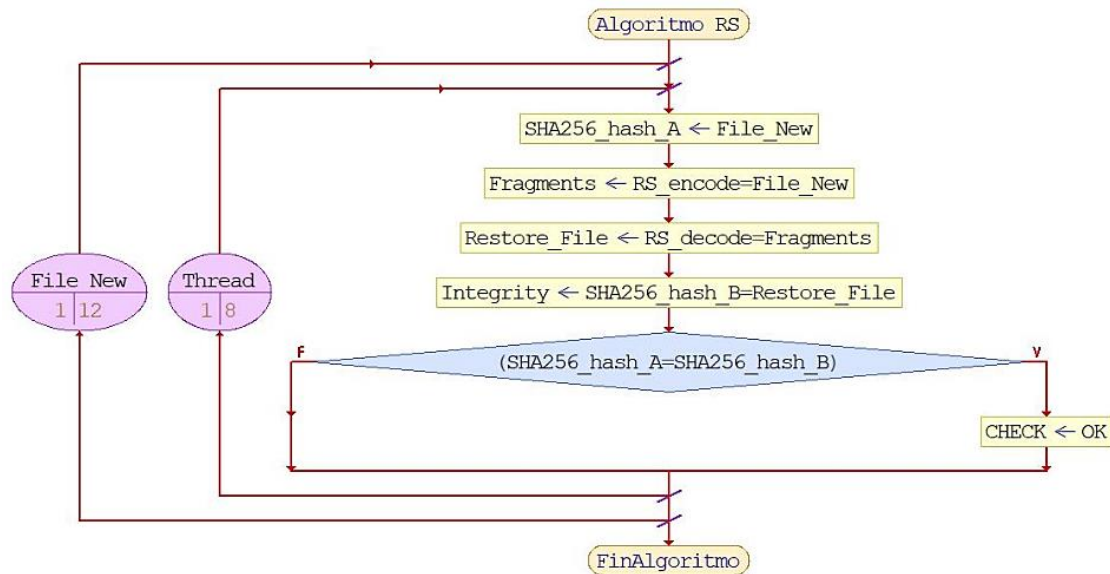 Algoritmo RS
SHA256_hash_A ← File_New
Fragments ← RS_encode=File_New
Restore_File ← RS_decode=Fragments
File New
1 12
Thread
1 8
Integrity ← SHA256_hash_B=Restore_File
F
V
(SHA256_hash_A=SHA256_hash_B)
CHECK ← OK
FinAlgoritmo